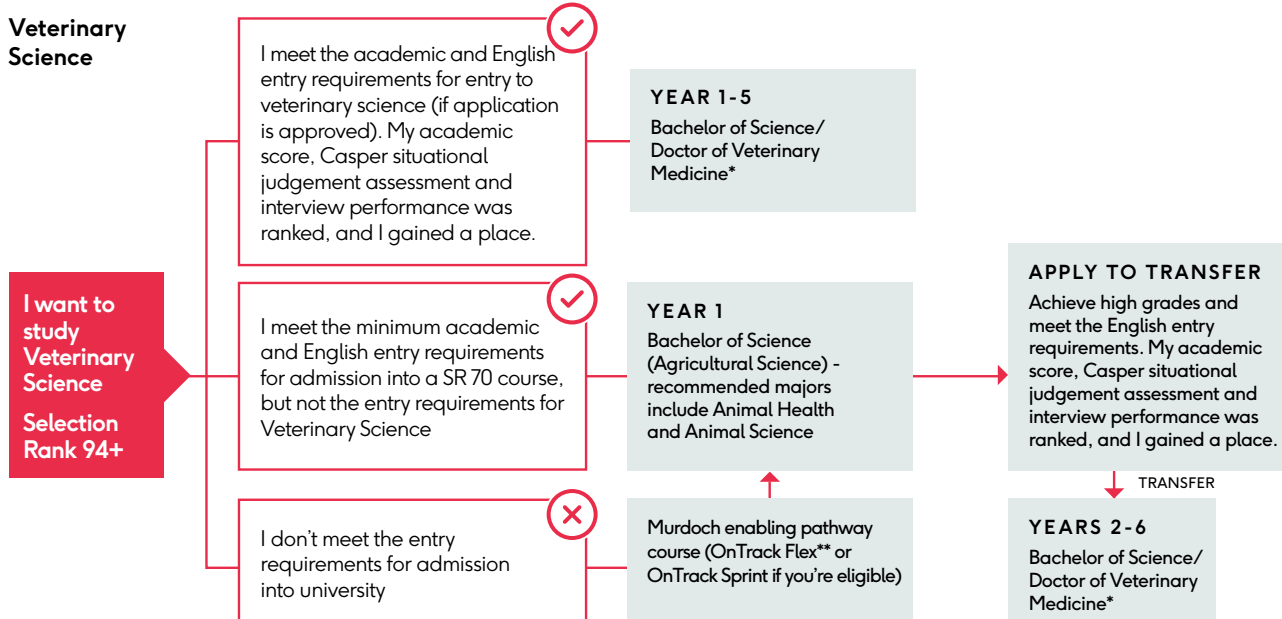 Veterinary
Science
I meet the academic and English
entry requirements for entry to
veterinary science (if application
is approved). My academic
score, Casper situational
judgement assessment and
interview performance was
ranked, and I gained a place.
YEAR 1-5
Bachelor of Science/
Doctor of Veterinary
Medicine*
I want to
study
Veterinary
Science
Selection
Rank 94+
I meet the minimum academic
and English entry requirements
for admission into a SR 70 course,
but not the entry requirements for
Veterinary Science
YEAR 1
Bachelor of Science
(Agricultural Science) -
recommended majors
include Animal Health
and Animal Science
APPLY TO TRANSFER
Achieve high grades and
meet the English entry
requirements. My academic
score, Casper situational
judgement assessment and
interview performance was
ranked, and I gained a place.
TRANSFER
I don't meet the entry
requirements for admission
into university
Murdoch enabling pathway
course (OnTrack Flex** or
OnTrack Sprint if you're eligible)
YEARS 2-6
Bachelor of Science/
Doctor of Veterinary
Medicine*